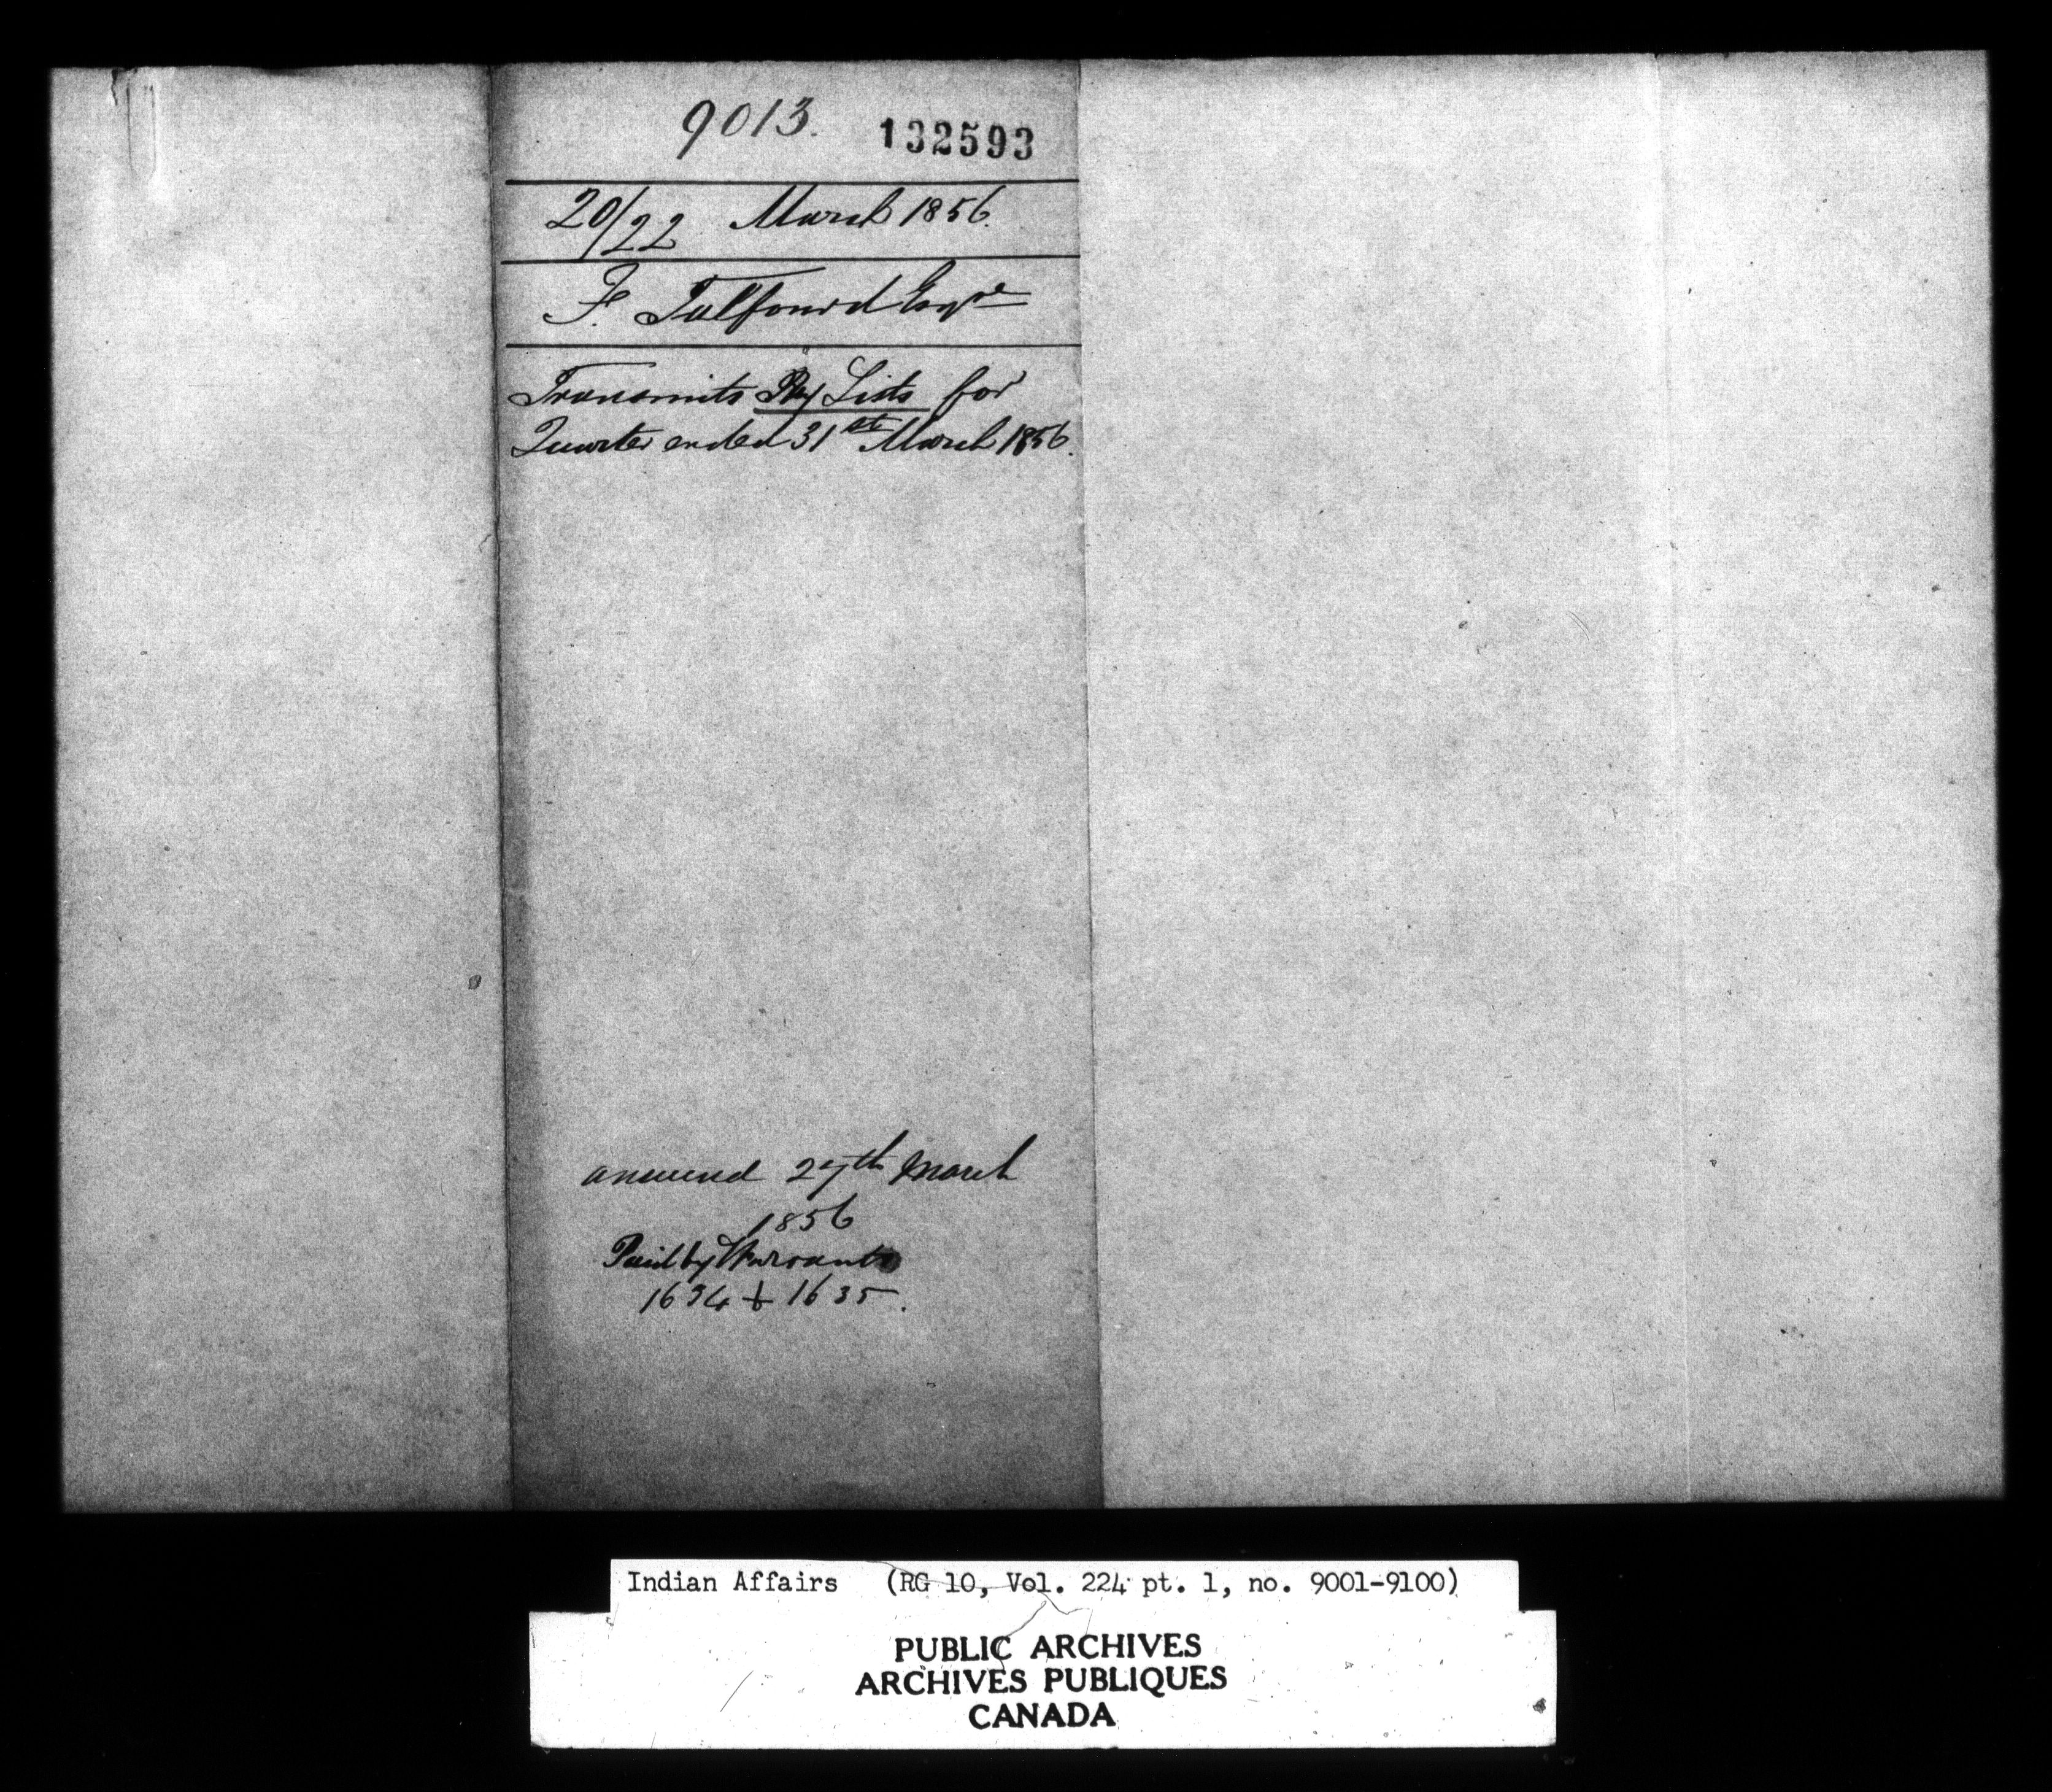 9013. 132593
20/22 March 1856.
F. Talfourd Esqre
Transmits Pay Lists for
Quarter ended 31st March 1856.
answered 27th March
1856
Paid by Warrants
1634 & 1635.
Indian Affairs (RG 10, Vol. 224 pt. 1, no. 9001-9100)
PUBLIC ARCHIVES
ARCHIVES PUBLIQUES
CANADA